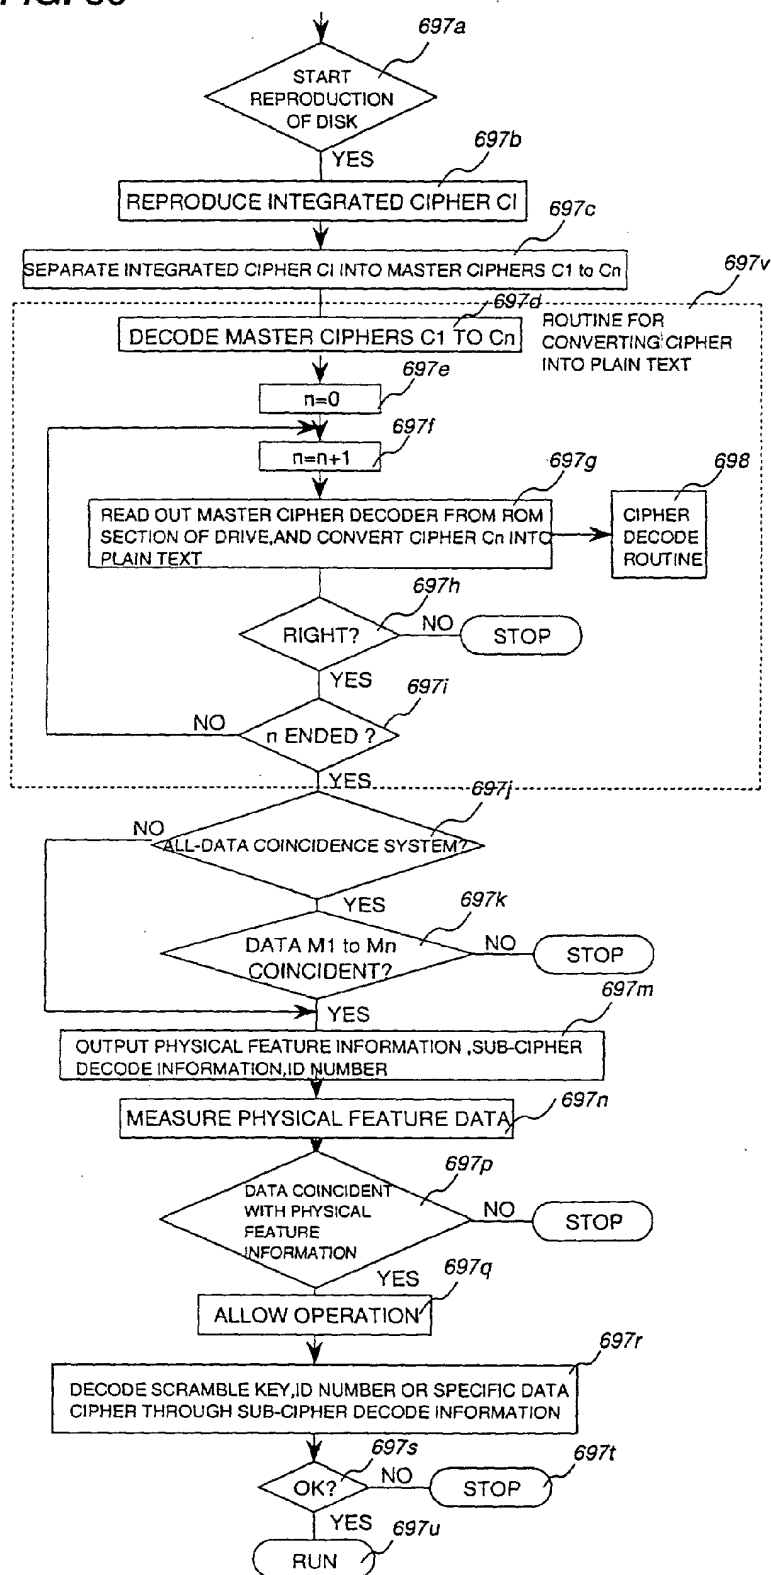 697a
START
REPRODUCTION
OF DISK
YES
697b
REPRODUCE INTEGRATED CIPHER CI
697c
SEPARATE INTEGRATED CIPHER CI INTO MASTER CIPHERS C1 to Cn
697v
697d
DECODE MASTER CIPHERS C1 TO Cn
ROUTINE FOR
CONVERTING CIPHER
INTO PLAIN TEXT
697e
n=0
697f
n=n+1
697g
READ OUT MASTER CIPHER DECODER FROM ROM
SECTION OF DRIVE,AND CONVERT CIPHER Cn INTO
PLAIN TEXT
698
CIPHER
DECODE
ROUTINE
697h
RIGHT?
NO
STOP
YES
697i
n ENDED ?
NO
YES
697j
NO
ALL-DATA COINCIDENCE SYSTEM?
YES
697k
DATA M1 to Mn
COINCIDENT?
NO
STOP
YES
697m
OUTPUT PHYSICAL FEATURE INFORMATION ,SUB-CIPHER
DECODE INFORMATION,ID NUMBER
697n
MEASURE PHYSICAL FEATURE DATA
697p
DATA COINCIDENT
WITH PHYSICAL
FEATURE
INFORMATION
NO
STOP
YES
697q
ALLOW OPERATION
697r
DECODE SCRAMBLE KEY,ID NUMBER OR SPECIFIC DATA
CIPHER THROUGH SUB-CIPHER DECODE INFORMATION
697s
OK?
NO
697t
STOP
YES
697u
RUN